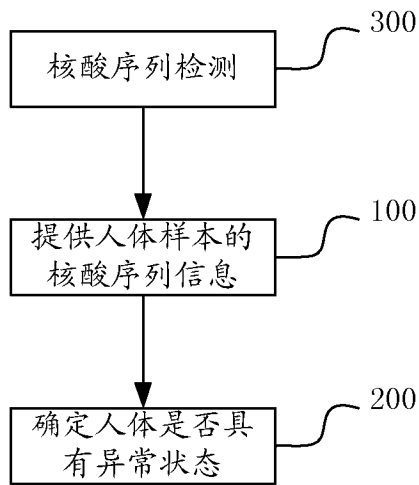 核酸序列检测
300
提供人体样本的
核酸序列信息
100
确定人体是否具
有异常状态
200